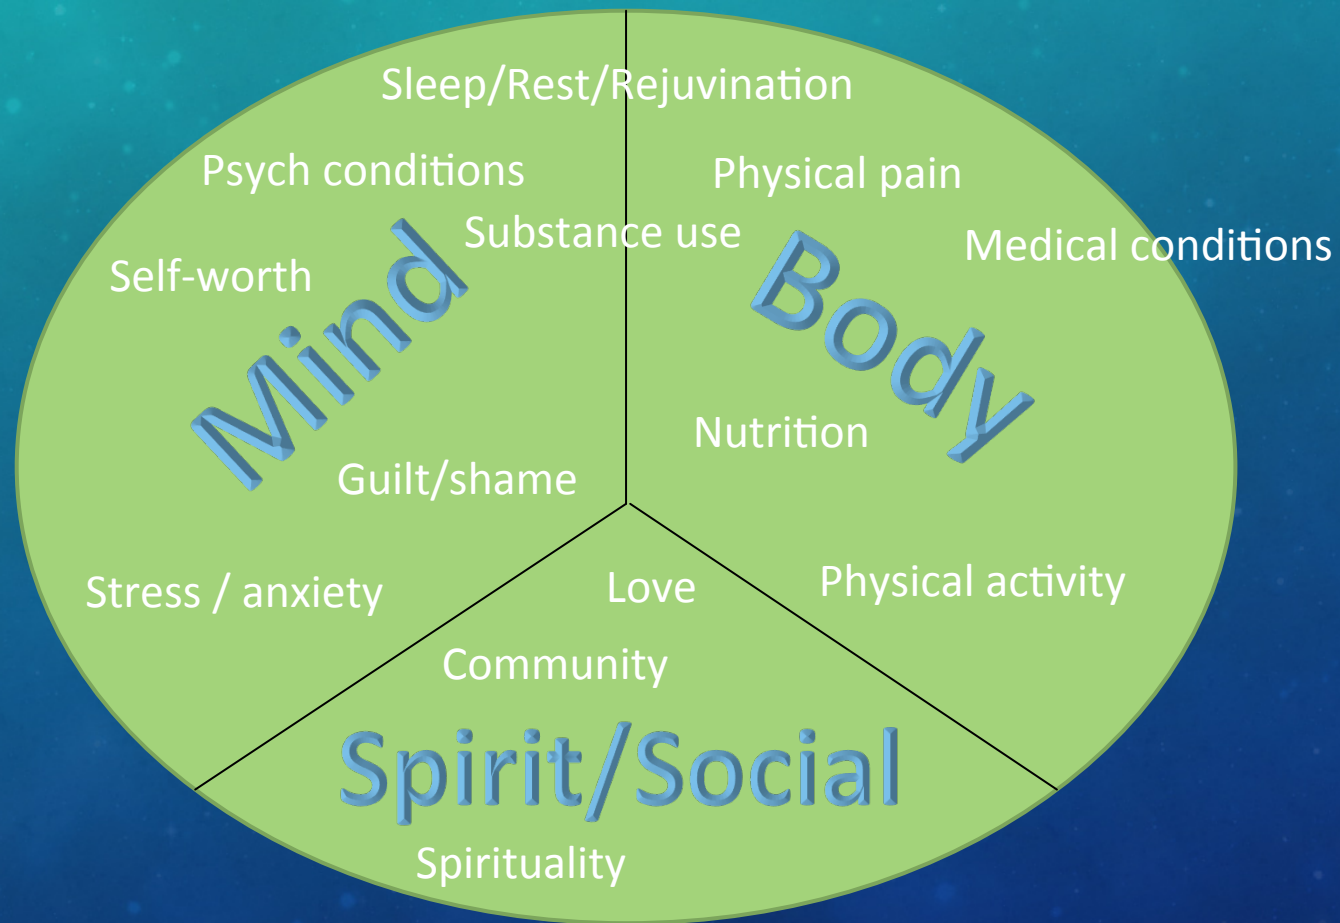 Sleep/Rest/Rejuvination
Psych conditions
Physical pain
Substance use
Medical conditions
Self-worth
Mind
Body
Nutrition
Guilt/shame
Stress / anxiety
Love
Physical activity
Community
Spirit/Social
Spirituality